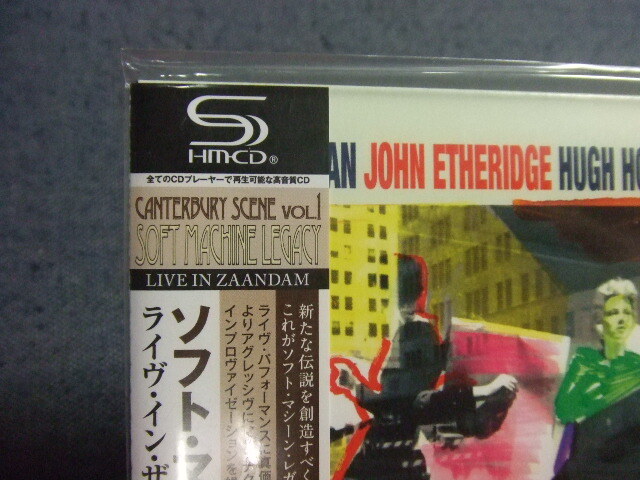 HM-CD®
全てのCDプレーヤーで再生可能な高音質CD
CANTERBURY SCENE VOL.1
SOFT MACHINE LEGACY
LIVE IN ZAANDAM
AN JOHN ETHERIDGE HUGH HO
新たな伝説を創造すべく
これがソフト・マシーン・レガ
ライヴ・パフォーマンスに真価
よりアグレッシヴに
インプロヴァイゼーションを
ソフト・マ
ライヴ・イン・ザ